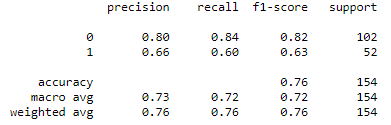 precision recall f1-score support
0 0.80 0.84 0.82 102
1 0.66 0.60 0.63 52
accuracy 0.76 154
macro avg 0.73 0.72 0.72 154
weighted avg 0.76 0.76 0.76 154